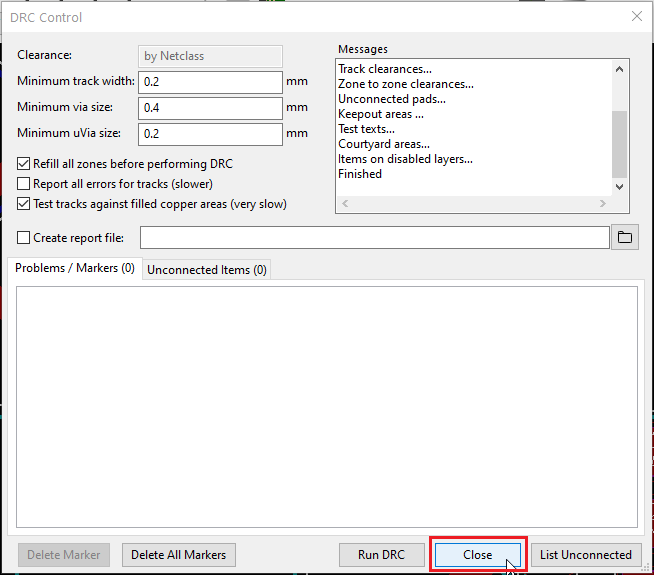 DRC Control
Clearance:
by Netclass
Minimum track width:
0.2
mm
Minimum via size:
0.4
mm
Minimum uVia size:
0.2
mm
Refill all zones before performing DRC
Report all errors for tracks (slower)
Test tracks against filled copper areas (very slow)
Messages
Track clearances...
Zone to zone clearances...
Unconnected pads...
Keepout areas ...
Test texts...
Courtyard areas...
Items on disabled layers...
Finished
Create report file:
Problems / Markers (0)
Unconnected Items (0)
Delete Marker
Delete All Markers
Run DRC
Close
List Unconnected